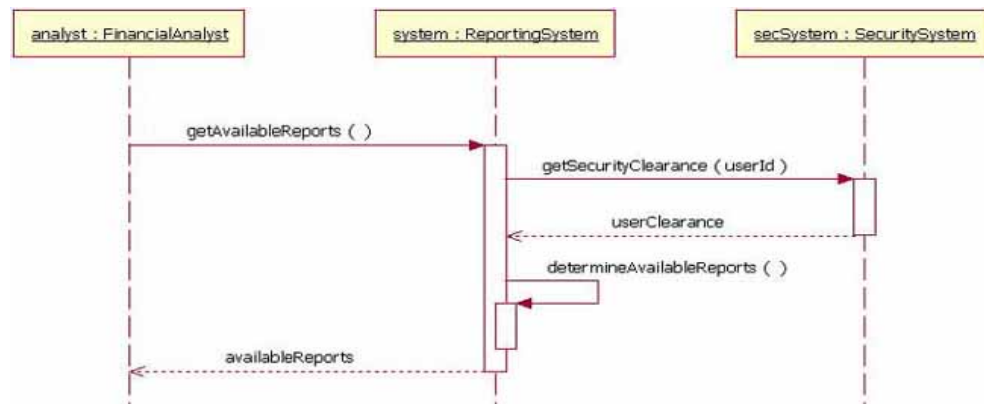 analyst : FinancialAnalyst
system : ReportingSystem
secSystem : SecuritySystem
getAvailableReports ( )
getSecurityClearance ( userId )
userClearance
determineAvailableReports ( )
availableReports